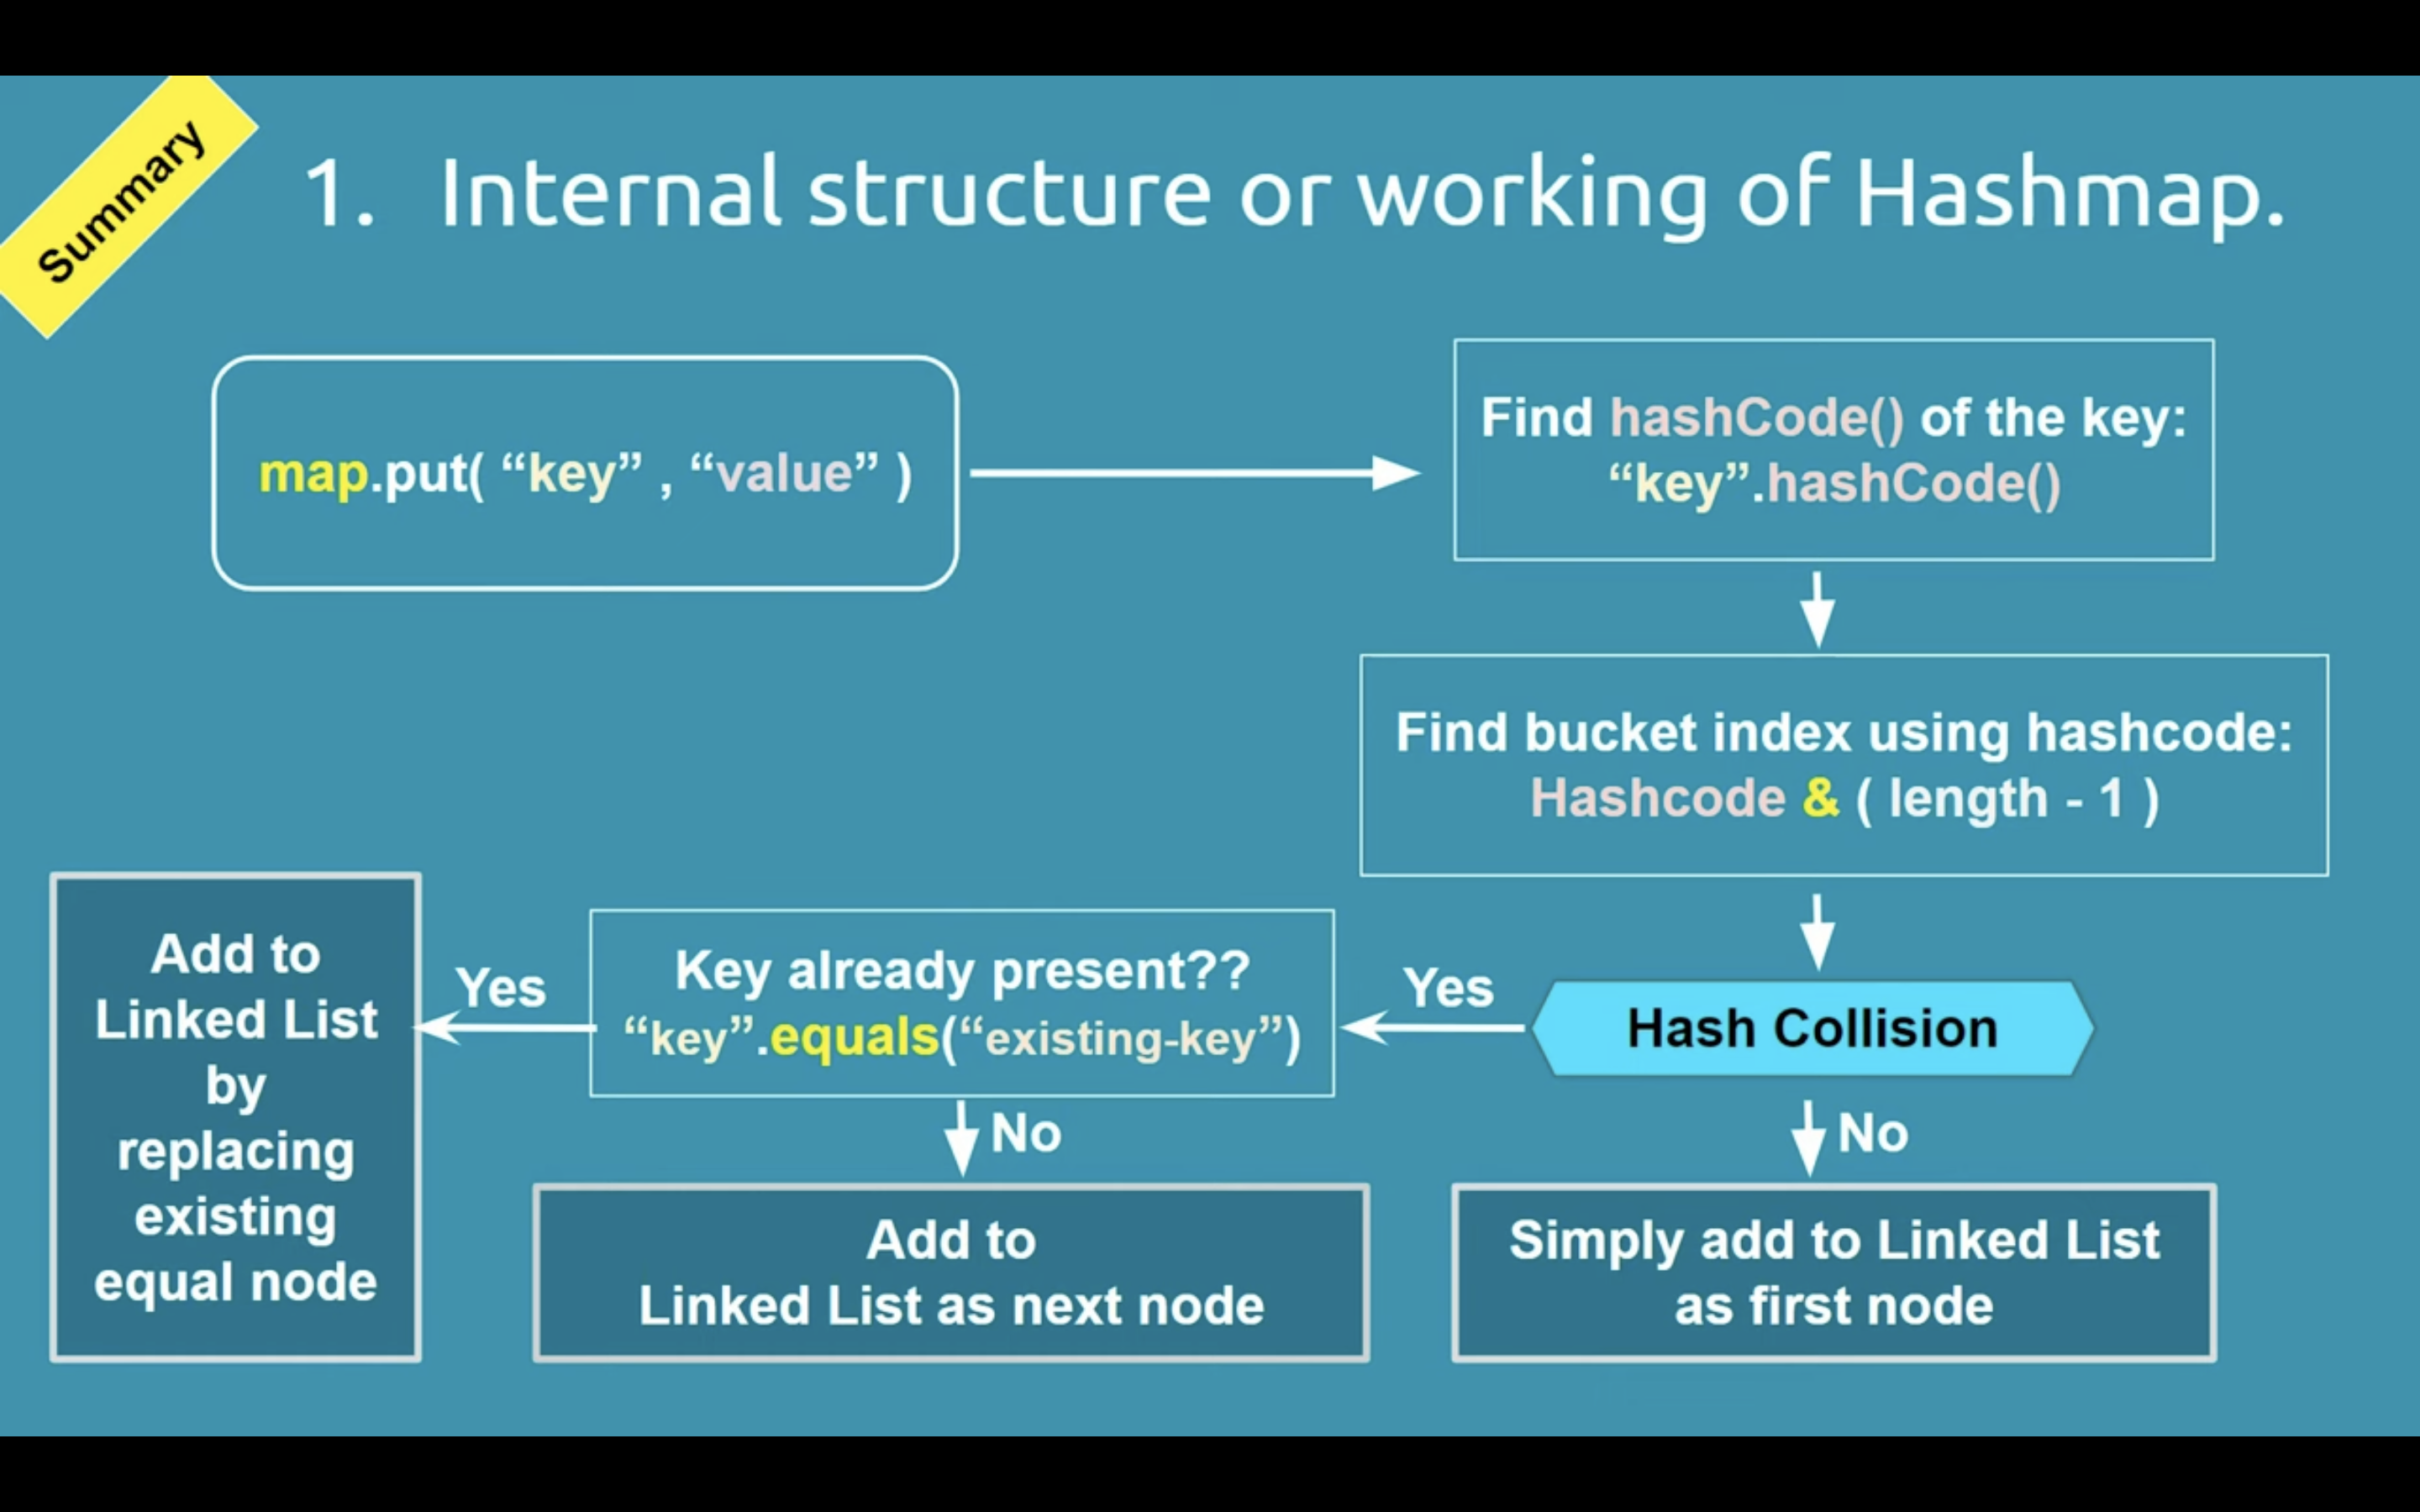 Summary
1. Internal structure or working of Hashmap.
map.put( “key” , “value” )
Find hashCode() of the key:
“key”.hashCode()
Find bucket index using hashcode:
Hashcode & ( length - 1 )
Hash Collision
Yes
No
Simply add to Linked List
as first node
Key already present??
“key”.equals(“existing-key”)
Yes
No
Add to
Linked List as next node
Add to
Linked List
by
replacing
existing
equal node